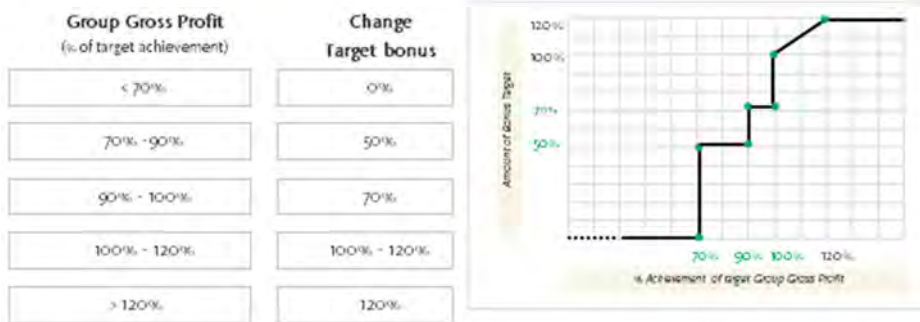 Group Gross Profit
(% of target achievement)
Change
Target bonus
< 70%
0%
70% - 90%
50%
90% - 100%
70%
100% - 120%
100% - 120%
> 120%
120%
120%
100%
70%
50%
Amount of Bonus Target
70% 90% 100% 120%
% Achievement of target Group Gross Profit